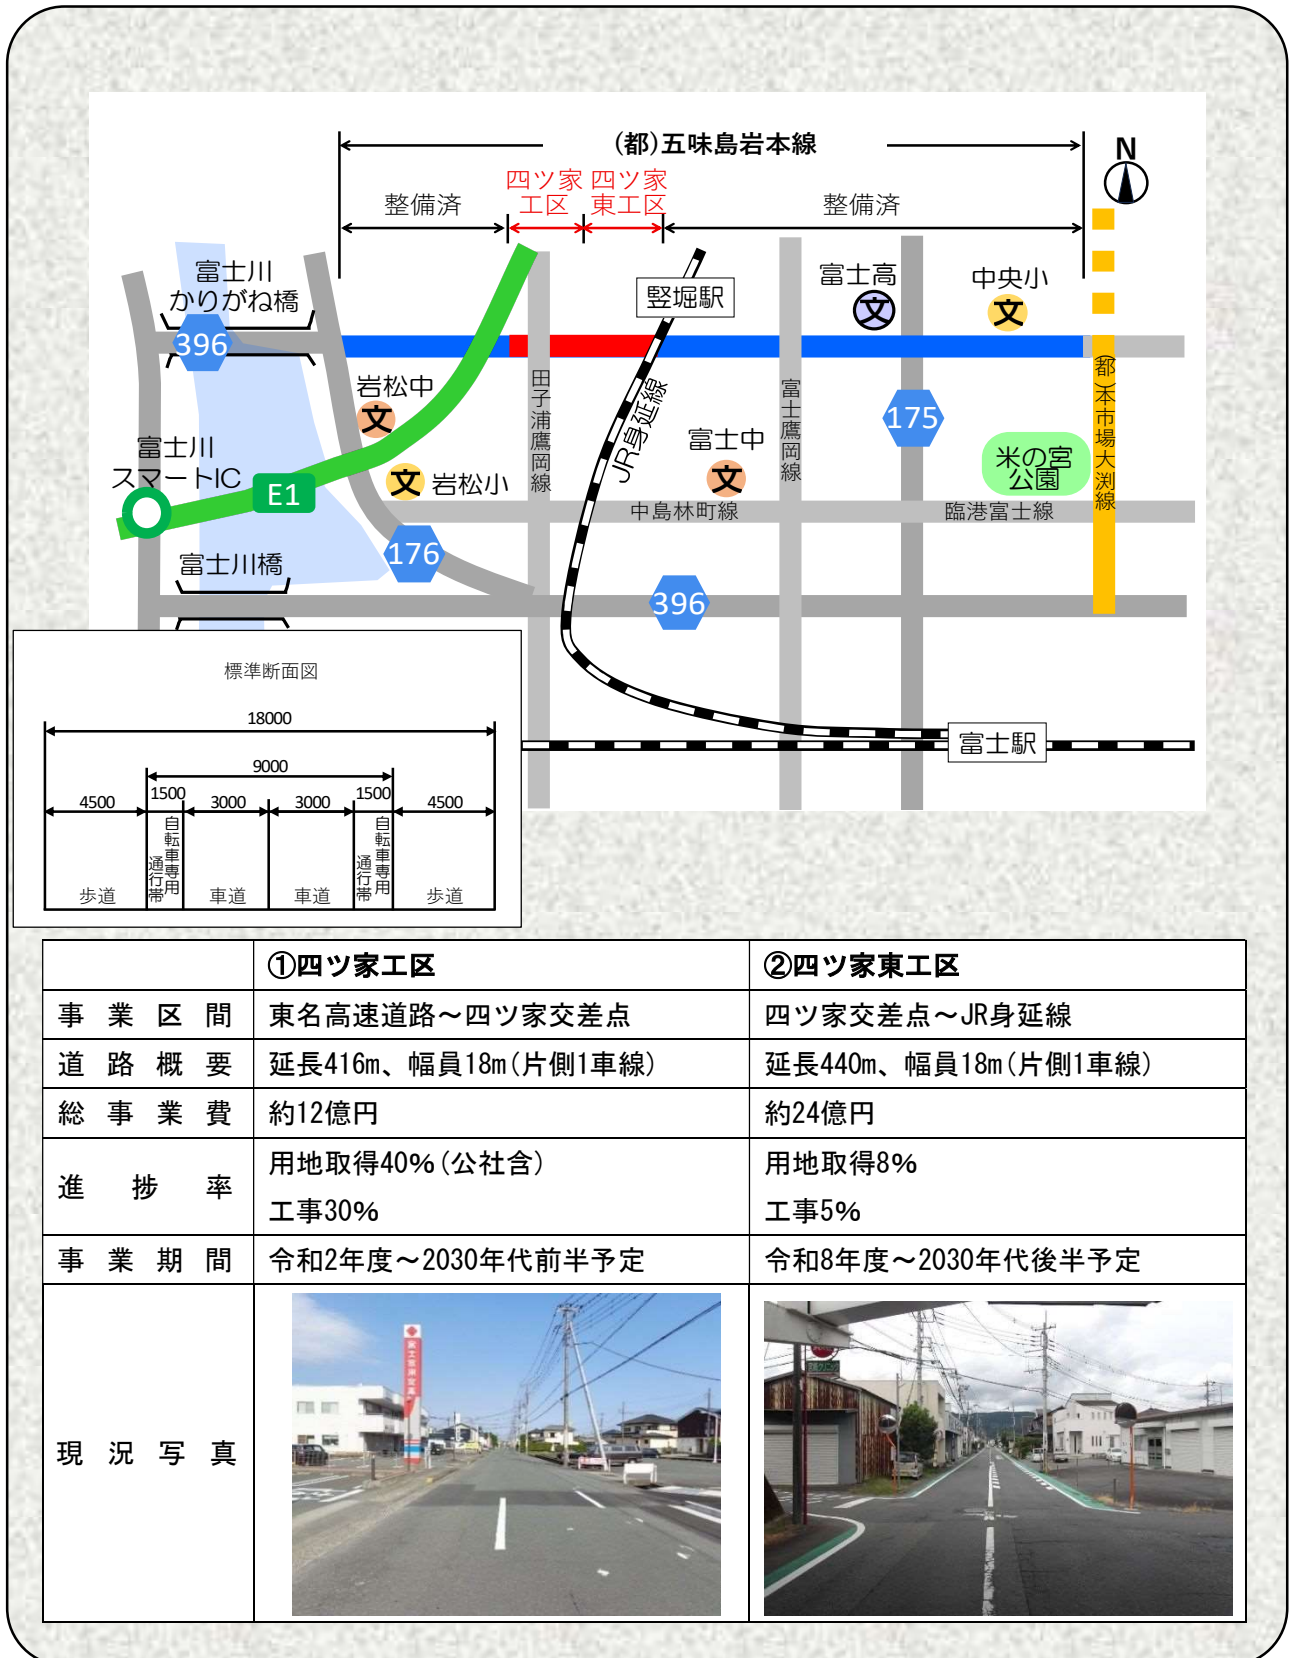 (都)五味島岩本線
N
整備済
四ツ家
工区
四ツ家
東工区
整備済
富士川
かりがね橋
396
竪堀駅
富士高
文
中央小
文
岩松中
文
富士川
スマートIC
E1
文 岩松小
176
田子浦鷹岡線
JR身延線
富士中
文
富士鷹岡線
175
米の宮
公園
(都)本市場大渕線
中島林町線
臨港富士線
富士川橋
396
富士駅
標準断面図
18000
9000
4500
1500
3000
3000
1500
4500
歩道
自転車専用
通行帯
車道
車道
自転車専用
通行帯
歩道
①四ツ家工区 ②四ツ家東工区
事業区間 東名高速道路～四ツ家交差点 四ツ家交差点～JR身延線
道路概要 延長416m、幅員18m(片側1車線) 延長440m、幅員18m(片側1車線)
総事業費 約12億円 約24億円
進捗率
用地取得40%(公社含)
工事30%
用地取得8%
工事5%
事業期間 令和2年度～2030年代前半予定 令和8年度～2030年代後半予定
現況写真